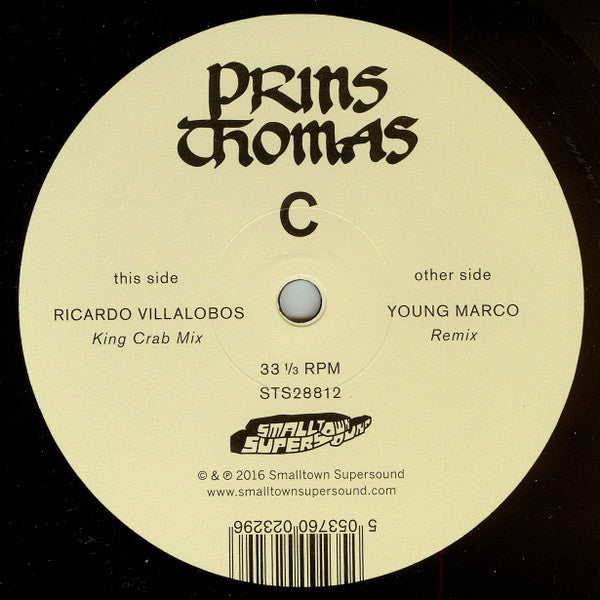 PRINS
THOMAS
C
this side
RICARDO VILLALOBOS
King Crab Mix
other side
YOUNG MARCO
Remix
33 ⅓ RPM
STS28812
SMALLTOWN
SUPERSOUND
© & ℗ 2016 Smalltown Supersound
www.smalltownsupersound.com
5 053760 023296